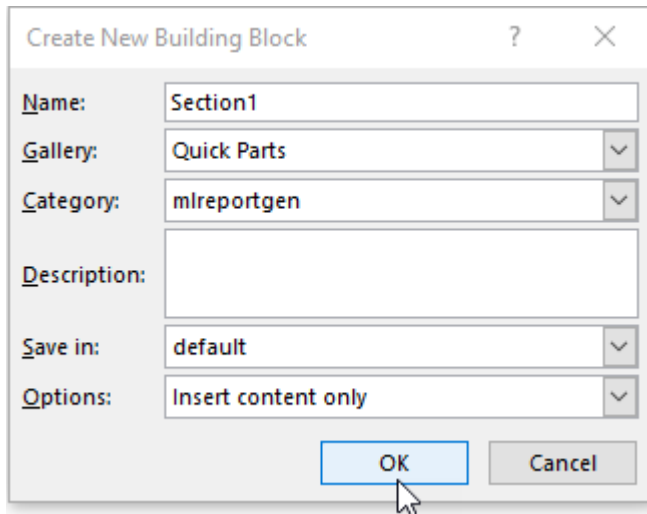 Create New Building Block ?
Name: Section1
Gallery: Quick Parts
Category: mlreportgen
Description:
Save in: default
Options: Insert content only
OK Cancel